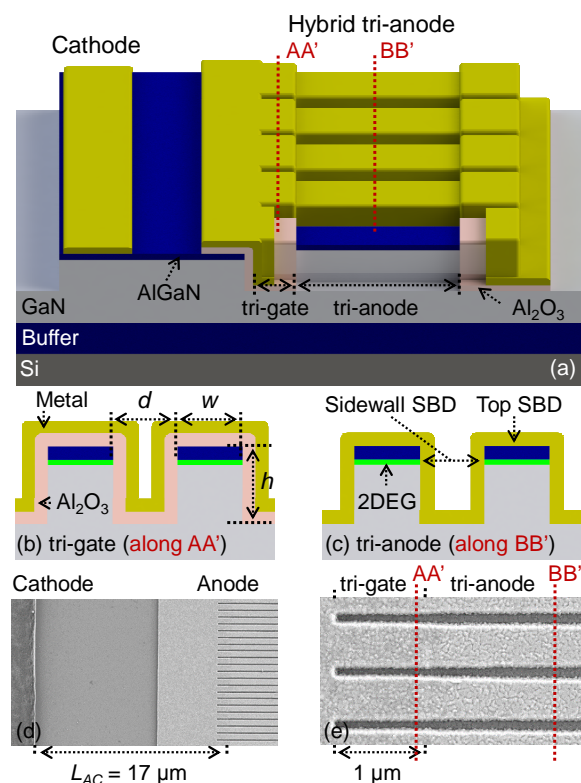 Cathode
Hybrid tri-anode
AA' BB'
AlGaN
GaN
tri-gate
tri-anode
Al2O3
Buffer
Si
(a)
Metal
d
w
h
Al2O3
(b) tri-gate (along AA')
Sidewall SBD
Top SBD
2DEG
(c) tri-anode (along BB')
Cathode
Anode
(d)
LAC = 17 μm
AA'
BB'
tri-gate
tri-anode
(e)
1 μm